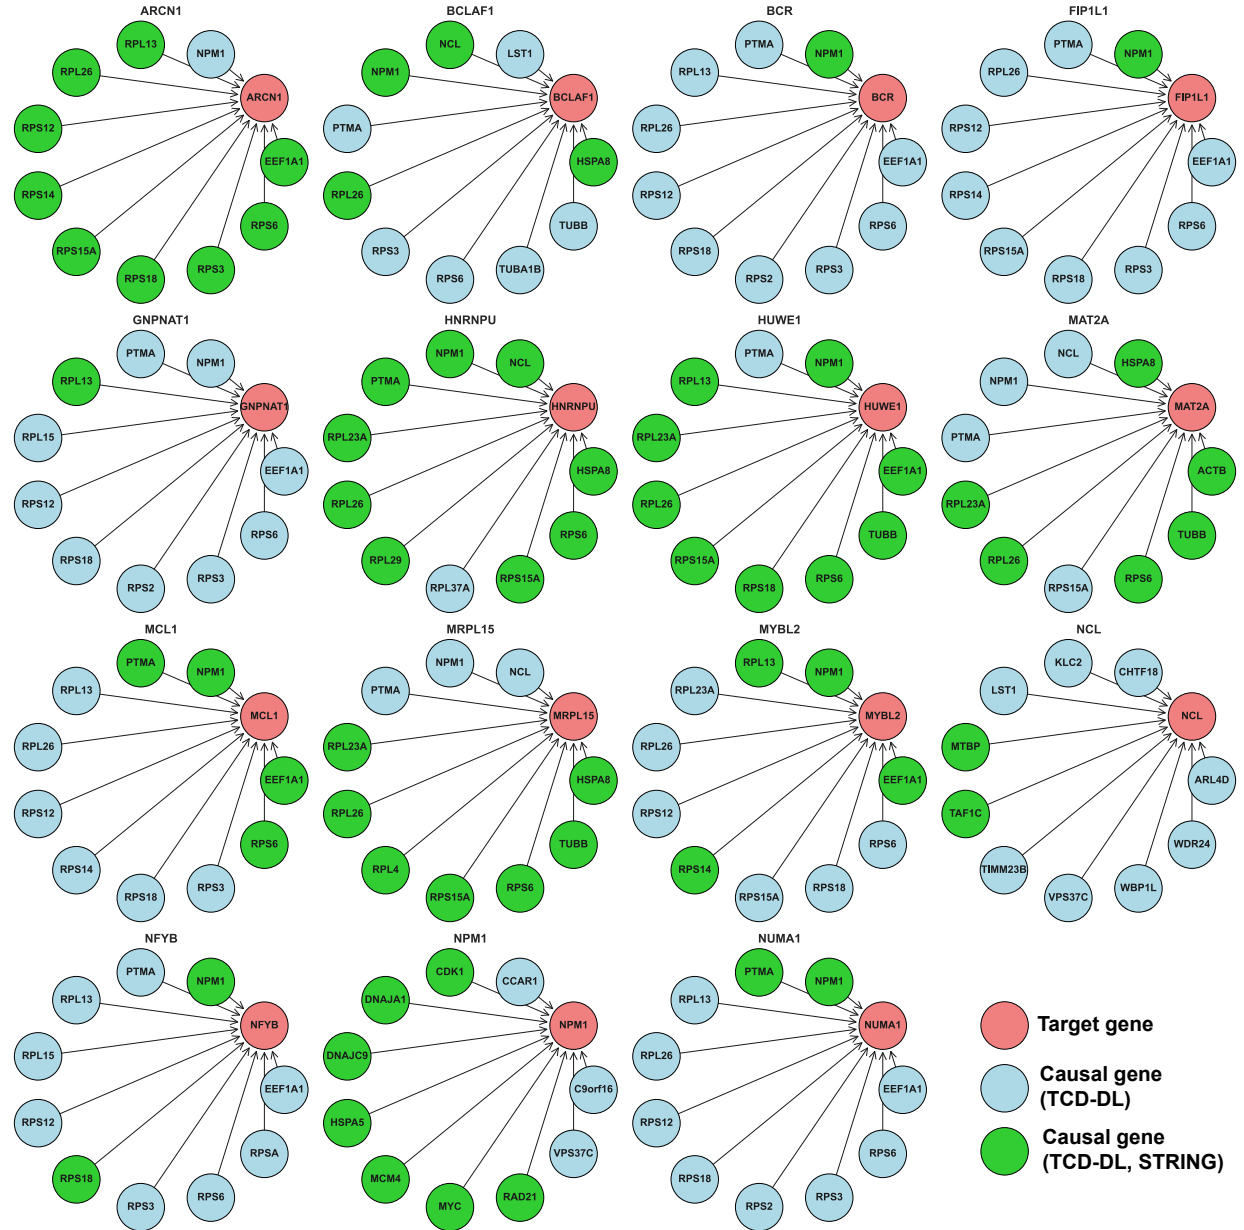 ARCN1
BCLAF1
BCR
FIP1L1
RPL13
NPM1
RPL26
ARCN1
RPS12
EEF1A1
RPS14
RPS6
RPS15A
RPS18
RPS3
NCL
LST1
NPM1
BCLAF1
PTMA
HSPA8
RPL26
TUBB
RPS3
RPS6
TUBA1B
PTMA
NPM1
RPL13
BCR
RPL26
EEF1A1
RPS12
RPS6
RPS18
RPS2
RPS3
PTMA
NPM1
RPL26
FIP1L1
RPS12
EEF1A1
RPS14
RPS6
RPS15A
RPS18
RPS3
GNPNAT1
HNRNPU
HUWE1
MAT2A
PTMA
NPM1
RPL13
GNPNAT1
RPL15
EEF1A1
RPS12
RPS6
RPS18
RPS2
RPS3
NPM1
NCL
PTMA
HNRNPU
RPL23A
HSPA8
RPL26
RPS6
RPL29
RPL37A
RPS15A
PTMA
NPM1
RPL13
HUWE1
RPL23A
EEF1A1
RPL26
TUBB
RPS15A
RPS18
RPS6
NCL
HSPA8
NPM1
MAT2A
PTMA
ACTB
RPL23A
TUBB
RPL26
RPS15A
RPS6
MCL1
MRPL15
MYBL2
NCL
PTMA
NPM1
RPL13
MCL1
RPL26
EEF1A1
RPS12
RPS6
RPS14
RPS18
RPS3
NPM1
NCL
PTMA
MRPL15
RPL23A
HSPA8
RPL26
TUBB
RPL4
RPS15A
RPS6
RPL13
NPM1
RPL23A
MYBL2
RPL26
EEF1A1
RPS12
RPS6
RPS14
RPS15A
RPS18
KLC2
CHTF18
LST1
NCL
MTBP
ARL4D
TAF1C
WDR24
TIMM23B
VPS37C
WBP1L
NFYB
NPM1
NUMA1
PTMA
NPM1
RPL13
NFYB
RPL15
EEF1A1
RPS12
RPSA
RPS18
RPS3
RPS6
CDK1
CCAR1
DNAJA1
NPM1
DNAJC9
C9orf16
HSPA5
VPS37C
MCM4
MYC
RAD21
PTMA
NPM1
RPL13
NUMA1
RPL26
EEF1A1
RPS12
RPS6
RPS18
RPS2
RPS3
Target gene
Causal gene
(TCD-DL)
Causal gene
(TCD-DL, STRING)